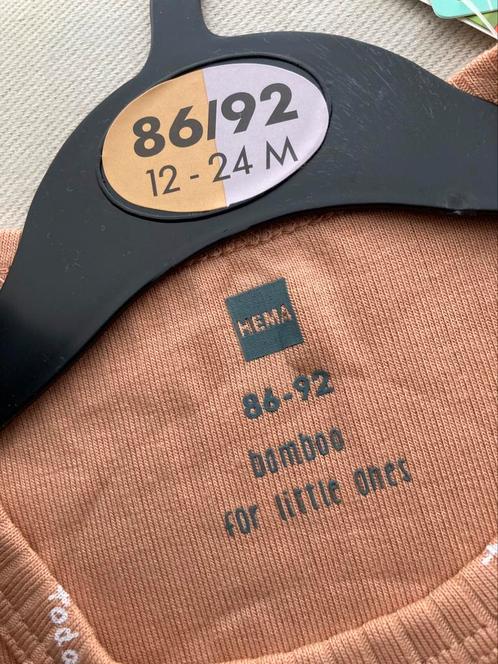 86/92
12 - 24 M
HEMA
86-92
bamboo
for little ones